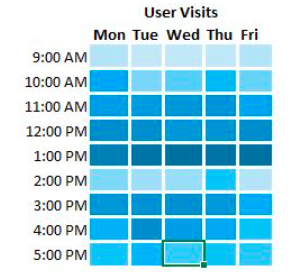 User Visits
Mon Tue Wed Thu Fri
9:00 AM
10:00 AM
11:00 AM
12:00 PM
1:00 PM
2:00 PM
3:00 PM
4:00 PM
5:00 PM